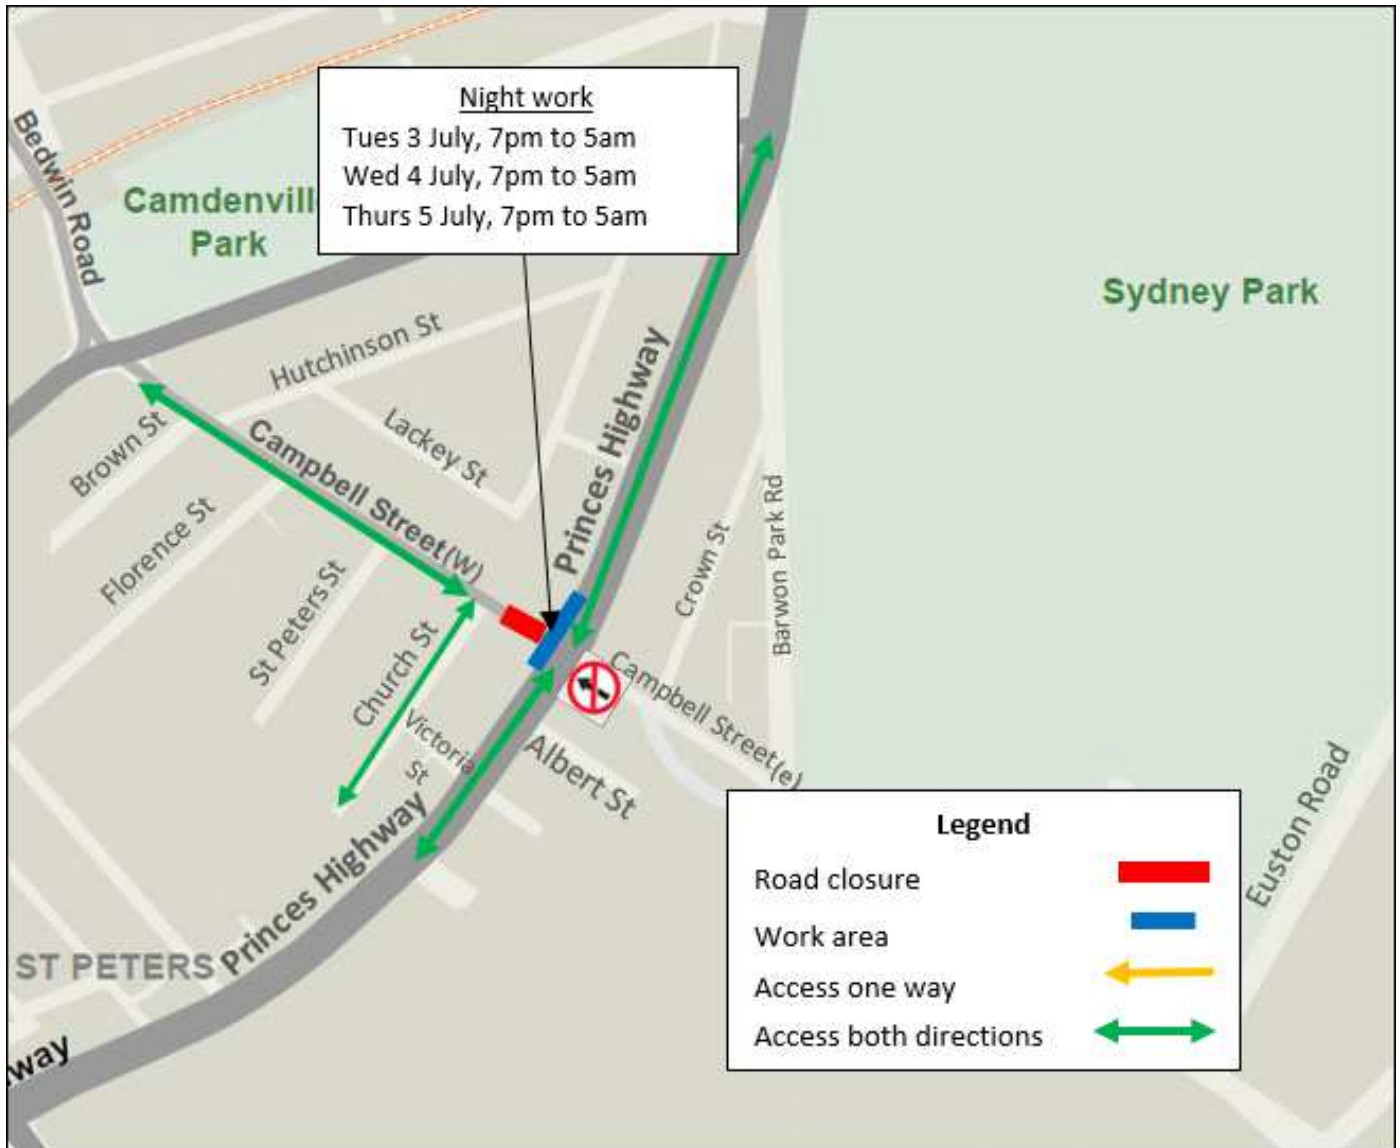 Night work
Tues 3 July, 7pm to 5am
Wed 4 July, 7pm to 5am
Thurs 5 July, 7pm to 5am
Bedwin Road
Camdenvill
Park
Sydney Park
Hutchinson St
Princes Highway
Lackey St
Brown St
Campbell Street(W)
Florence St
St Peters St
Crown St
Barwon Park Rd
Church St
Campbell Street(e)
Victoria
St
Albert St
Princes Highway
Euston Road
ST PETERS
way
Legend
Road closure
Work area
Access one way
Access both directions